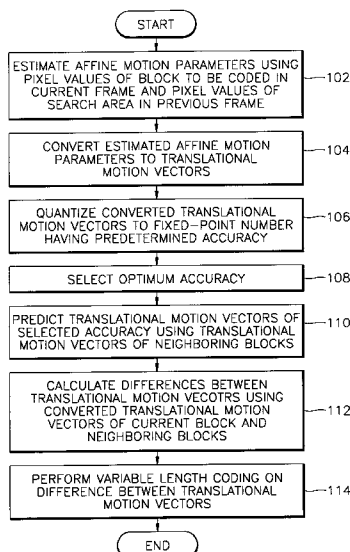 START
ESTIMATE AFFINE MOTION PARAMETERS USING
PIXEL VALUES OF BLOCK TO BE CODED IN
CURRENT FRAME AND PIXEL VALUES OF
SEARCH AREA IN PREVIOUS FRAME
102
CONVERT ESTIMATED AFFINE MOTION
PARAMETERS TO TRANSLATIONAL
MOTION VECTORS
104
QUANTIZE CONVERTED TRANSLATIONAL
MOTION VECTORS TO FIXED-POINT NUMBER
HAVING PREDETERMINED ACCURACY
106
SELECT OPTIMUM ACCURACY
108
PREDICT TRANSLATIONAL MOTION VECTORS OF
SELECTED ACCURACY USING TRANSLATIONAL
MOTION VECTORS OF NEIGHBORING BLOCKS
110
CALCULATE DIFFERENCES BETWEEN
TRANSLATIONAL MOTION VECOTRS USING
CONVERTED TRANSLATIONAL MOTION
VECTORS OF CURRENT BLOCK AND
NEIGHBORING BLOCKS
112
PERFORM VARIABLE LENGTH CODING ON
DIFFERENCE BETWEEN TRANSLATIONAL
MOTION VECTORS
114
END